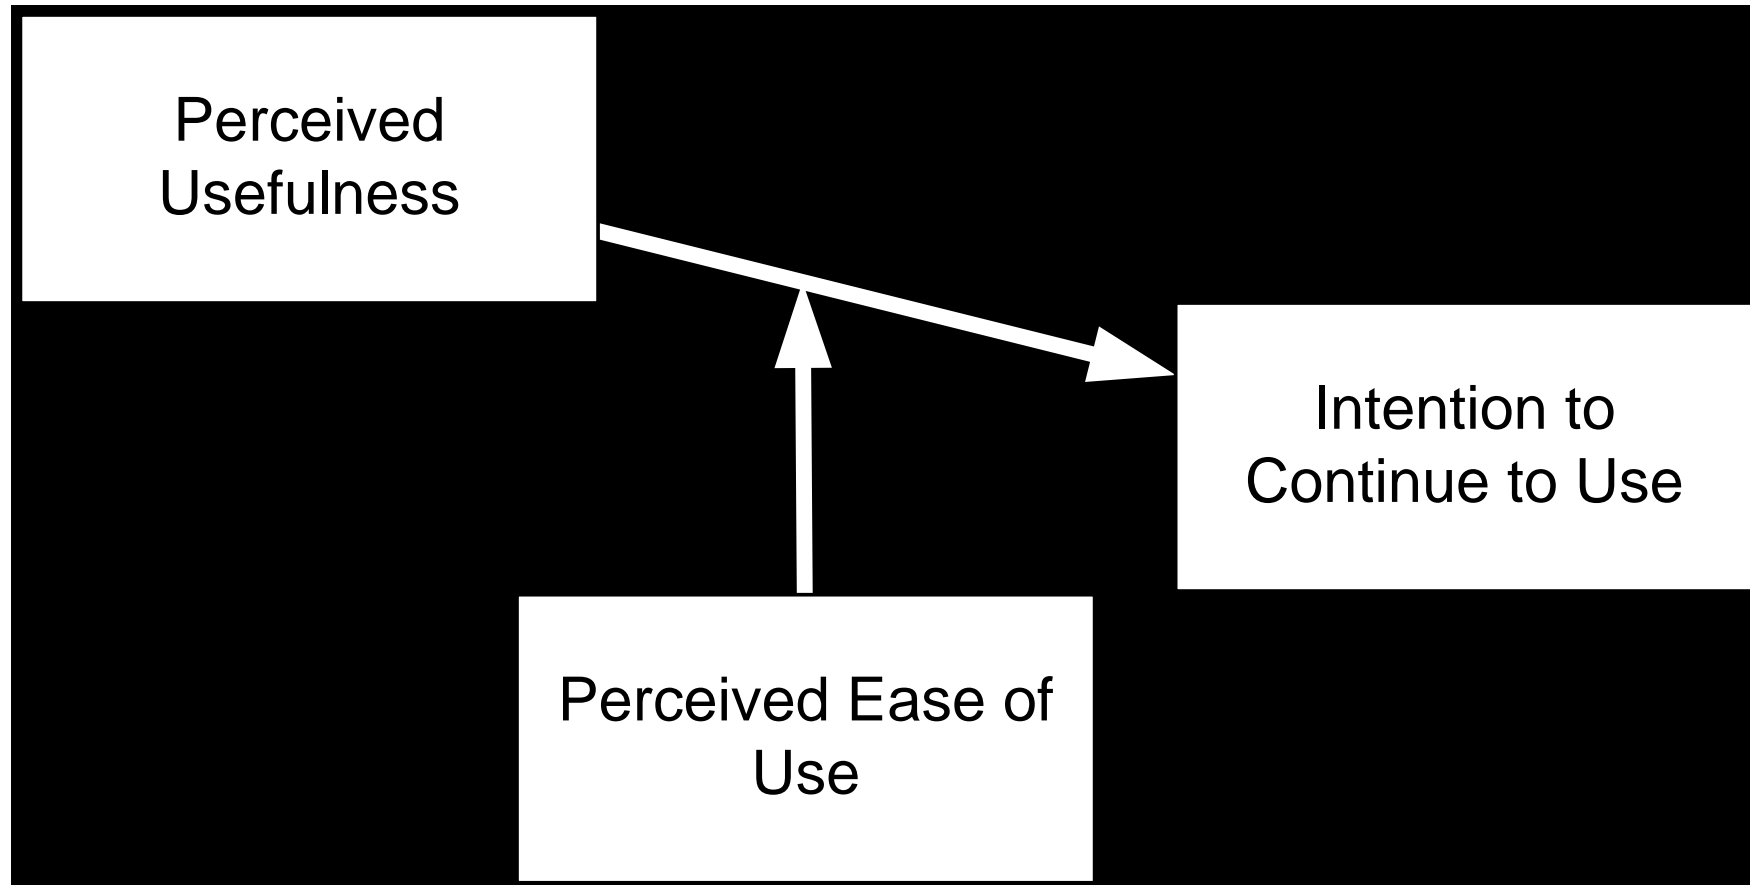 Perceived
Usefulness
Intention to
Continue to Use
Perceived Ease of
Use